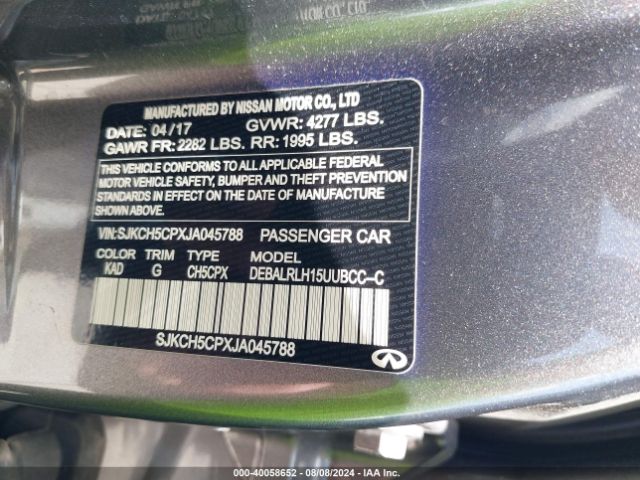 MANUFACTURED BY NISSAN MOTOR CO., LTD
DATE: 04/17 GVWR: 4277 LBS.
GAWR FR: 2282 LBS. RR: 1995 LBS.
THIS VEHICLE CONFORMS TO ALL APPLICABLE FEDERAL
MOTOR VEHICLE SAFETY, BUMPER AND THEFT PREVENTION
STANDARDS IN EFFECT ON THE DATE OF MANUFACTURE
SHOWN ABOVE.
VIN:SJKCH5CPXJA045788 PASSENGER CAR
COLOR TRIM TYPE MODEL
KAD G CH5CPX DEBALRLH15UUBCC-C
SJKCH5CPXJA045788
000-40058652 - 08/08/2024 - IAA Inc.